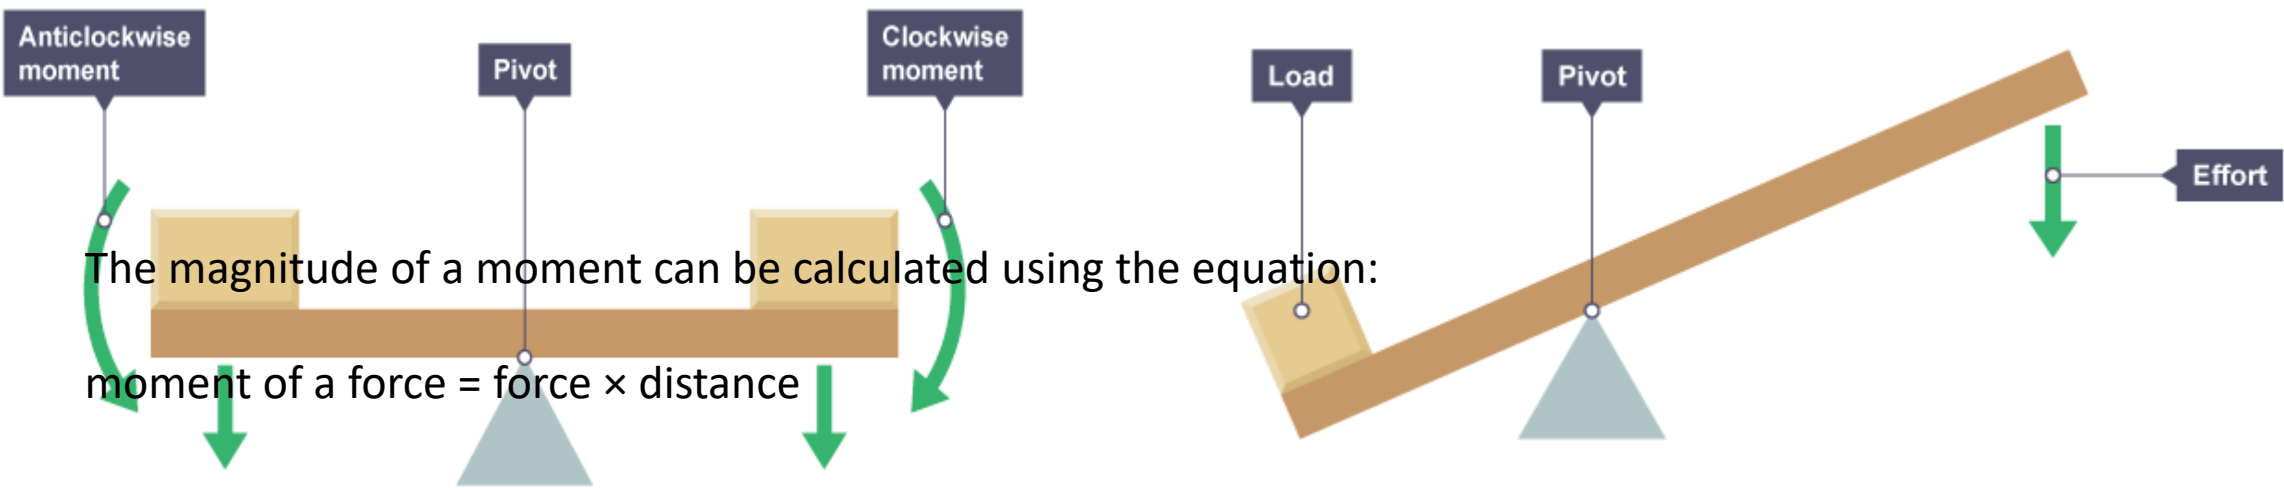 Anticlockwise
moment
Pivot
Clockwise
moment
Load
Pivot
Effort
The magnitude of a moment can be calculated using the equation:
moment of a force = force × distance